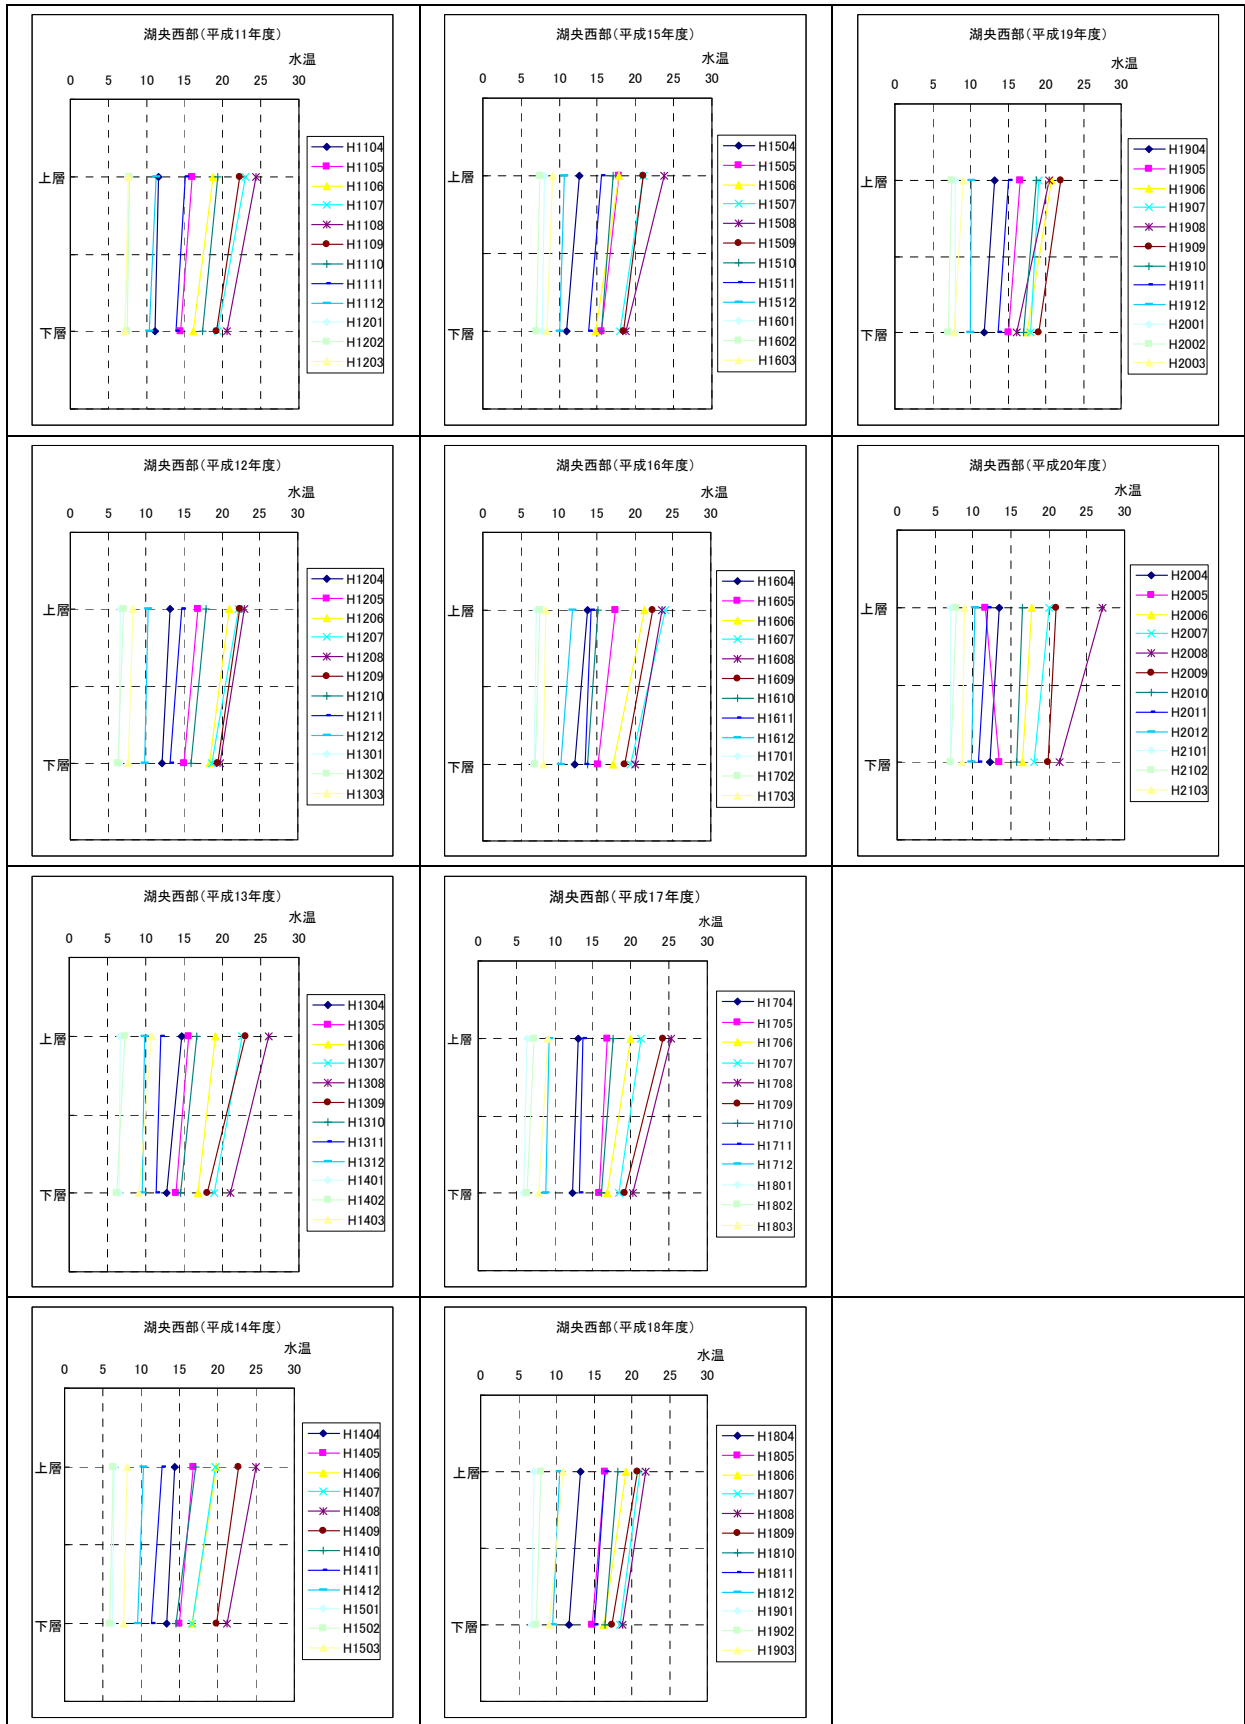 湖央西部(平成11年度)
水温
0 5 10 15 20 25 30
上層
下層
H1104
H1105
H1106
H1107
H1108
H1109
H1110
H1111
H1112
H1201
H1202
H1203
湖央西部(平成15年度)
水温
0 5 10 15 20 25 30
上層
下層
H1504
H1505
H1506
H1507
H1508
H1509
H1510
H1511
H1512
H1601
H1602
H1603
湖央西部(平成19年度)
水温
0 5 10 15 20 25 30
上層
下層
H1904
H1905
H1906
H1907
H1908
H1909
H1910
H1911
H1912
H2001
H2002
H2003
湖央西部(平成12年度)
水温
0 5 10 15 20 25 30
上層
下層
H1204
H1205
H1206
H1207
H1208
H1209
H1210
H1211
H1212
H1301
H1302
H1303
湖央西部(平成16年度)
水温
0 5 10 15 20 25 30
上層
下層
H1604
H1605
H1606
H1607
H1608
H1609
H1610
H1611
H1612
H1701
H1702
H1703
湖央西部(平成20年度)
水温
0 5 10 15 20 25 30
上層
下層
H2004
H2005
H2006
H2007
H2008
H2009
H2010
H2011
H2012
H2101
H2102
H2103
湖央西部(平成13年度)
水温
0 5 10 15 20 25 30
上層
下層
H1304
H1305
H1306
H1307
H1308
H1309
H1310
H1311
H1312
H1401
H1402
H1403
湖央西部(平成17年度)
水温
0 5 10 15 20 25 30
上層
下層
H1704
H1705
H1706
H1707
H1708
H1709
H1710
H1711
H1712
H1801
H1802
H1803
湖央西部(平成14年度)
水温
0 5 10 15 20 25 30
上層
下層
H1404
H1405
H1406
H1407
H1408
H1409
H1410
H1411
H1412
H1501
H1502
H1503
湖央西部(平成18年度)
水温
0 5 10 15 20 25 30
上層
下層
H1804
H1805
H1806
H1807
H1808
H1809
H1810
H1811
H1812
H1901
H1902
H1903